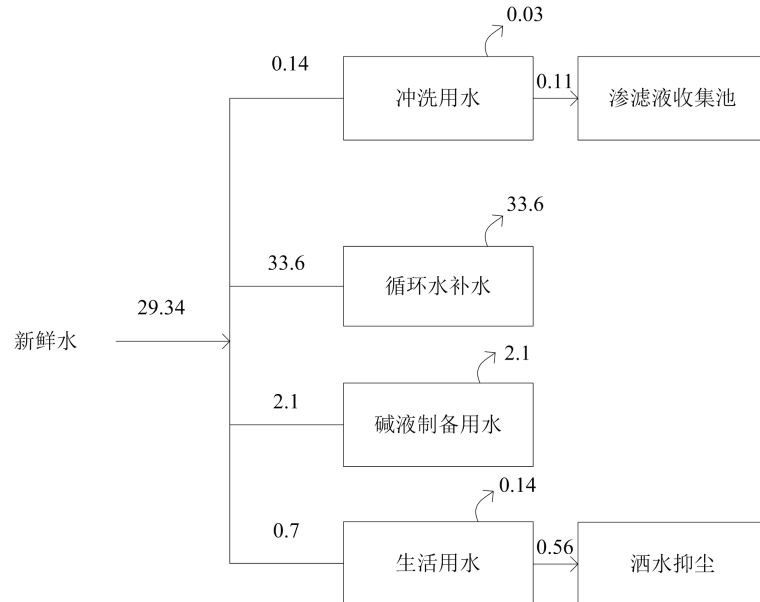 0.03
0.14
冲洗用水
0.11
渗滤液收集池
33.6
33.6
循环水补水
29.34
新鲜水
2.1
2.1
碱液制备用水
0.14
0.7
生活用水
0.56
洒水抑尘